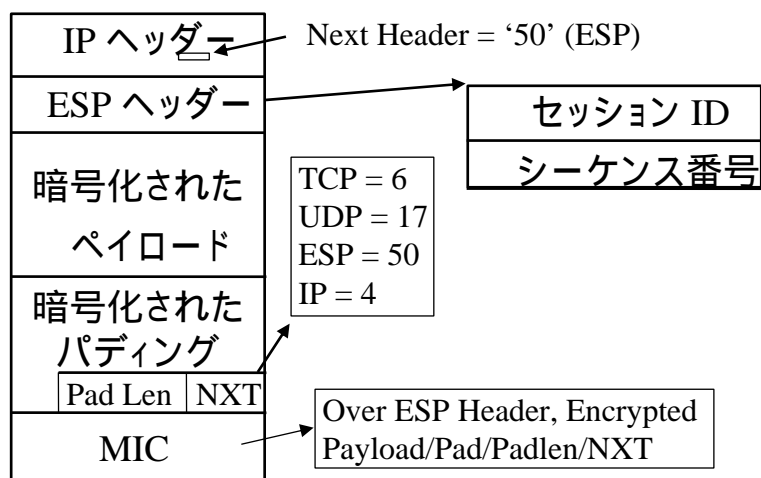 IP ヘッダー
Next Header = ‘50’ (ESP)
ESP ヘッダー
セッション ID
シーケンス番号
暗号化された
ペイロード
TCP = 6
UDP = 17
ESP = 50
IP = 4
暗号化された
パディング
Pad Len NXT
MIC
Over ESP Header, Encrypted
Payload/Pad/Padlen/NXT